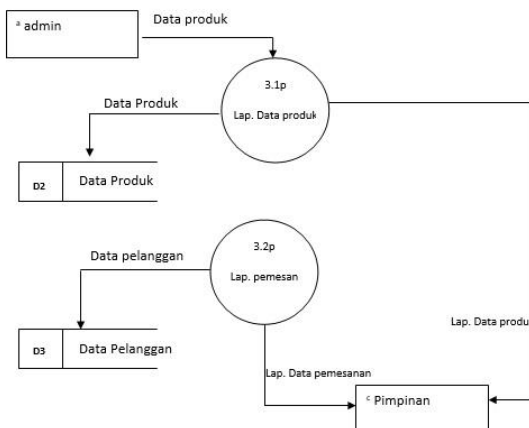 ᵃ admin
Data produk
3.1p
Lap. Data produk
Data Produk
D2
Data Produk
3.2p
Lap. pemesan
Data pelanggan
D3
Data Pelanggan
Lap. Data produ
Lap. Data pemesanan
ᶜ Pimpinan